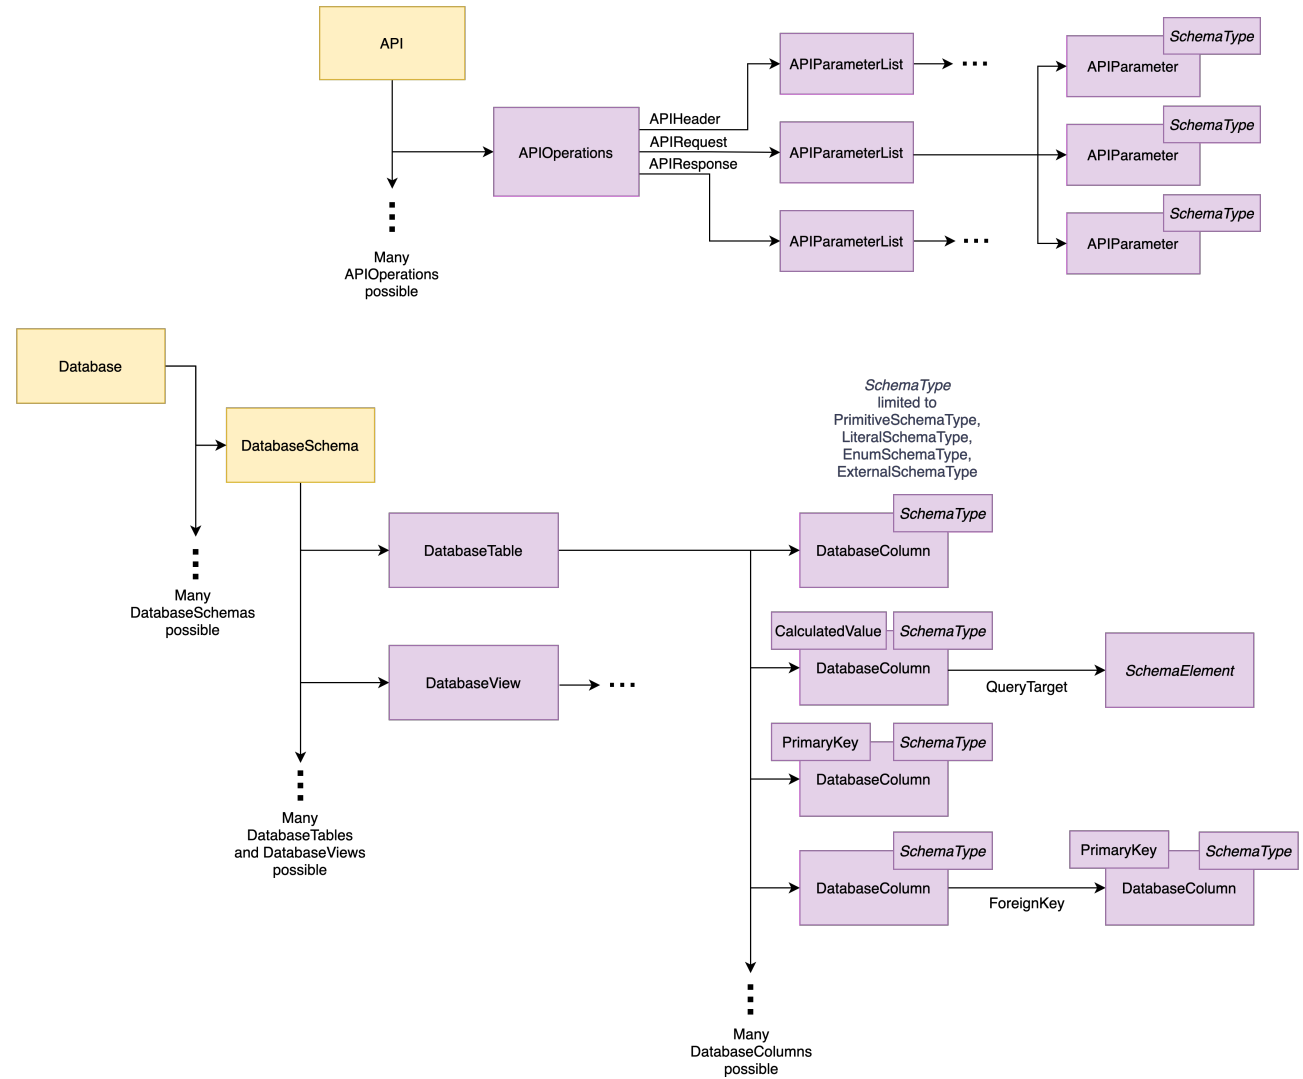 API
APIOperations
APIHeader
APIRequest
APIResponse
APIParameterList
APIParameterList
APIParameterList
SchemaType
APIParameter
SchemaType
APIParameter
SchemaType
APIParameter
Many
APIOperations
possible
Database
DatabaseSchema
Many
DatabaseSchemas
possible
SchemaType
limited to
PrimitiveSchemaType,
LiteralSchemaType,
EnumSchemaType,
ExternalSchemaType
DatabaseTable
DatabaseView
Many
DatabaseTables
and DatabaseViews
possible
SchemaType
DatabaseColumn
CalculatedValue
SchemaType
DatabaseColumn
QueryTarget
SchemaElement
PrimaryKey
SchemaType
DatabaseColumn
SchemaType
DatabaseColumn
ForeignKey
PrimaryKey
SchemaType
DatabaseColumn
Many
DatabaseColumns
possible